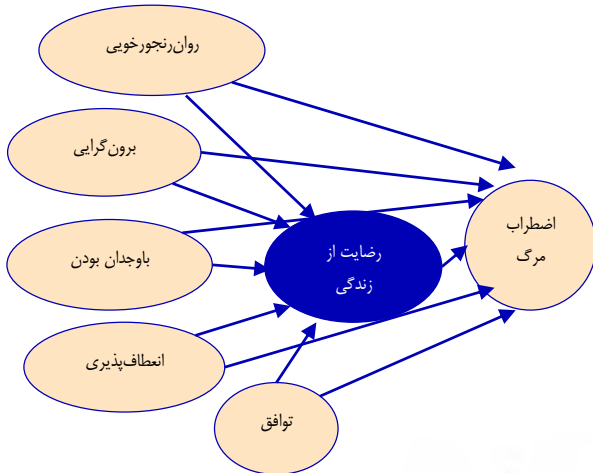 روان‌رنجورخویی
برون‌گرایی
باوجدان بودن
انعطاف‌پذیری
توافق
رضایت از
زندگی
اضطراب
مرگ